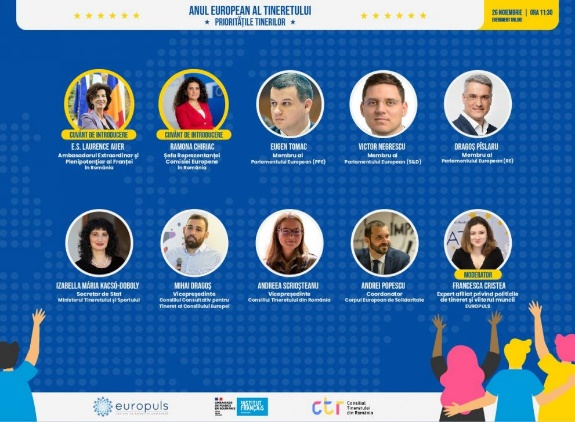 ANUL EUROPEAN AL TINERETULUI
PRIORITĂȚILE TINERILOR
26 NOIEMBRIE | ORA 11:30
EVENIMENT ONLINE
CUVÂNT DE INTRODUCERE
E.S. LAURENCE AUER
Ambasadorul Extraordinar și
Plenipotențiar al Franței
în România
CUVÂNT DE INTRODUCERE
RAMONA CHIRIAC
Șefa Reprezentanței
Comisiei Europene
în România
EUGEN TOMAC
Membru al
Parlamentului European (PPE)
VICTOR NEGRESCU
Membru al
Parlamentului European (S&D)
DRAGOȘ PÎSLARU
Membru al
Parlamentului European (RE)
IZABELLA MÁRIA KACSÓ-DOBOLY
Secretar de Stat
Ministerul Tineretului și Sportului
MIHAI DRAGOȘ
Vicepreședinte
Consiliul Consultativ pentru
Tineret al Consiliului Europei
ANDREEA SCRIOȘTEANU
Vicepreședinte
Consiliul Tineretului din România
ANDREI POPESCU
Coordonator
Corpul European de Solidaritate
MODERATOR
FRANCESCA CRISTEA
Expert afiliat privind politicile
de tineret și viitorul muncii
EUROPULS
europuls
AMBASSADE
DE FRANCE
EN ROUMANIE
INSTITUT
FRANÇAIS
ctr
Consiliul
Tineretului
din România